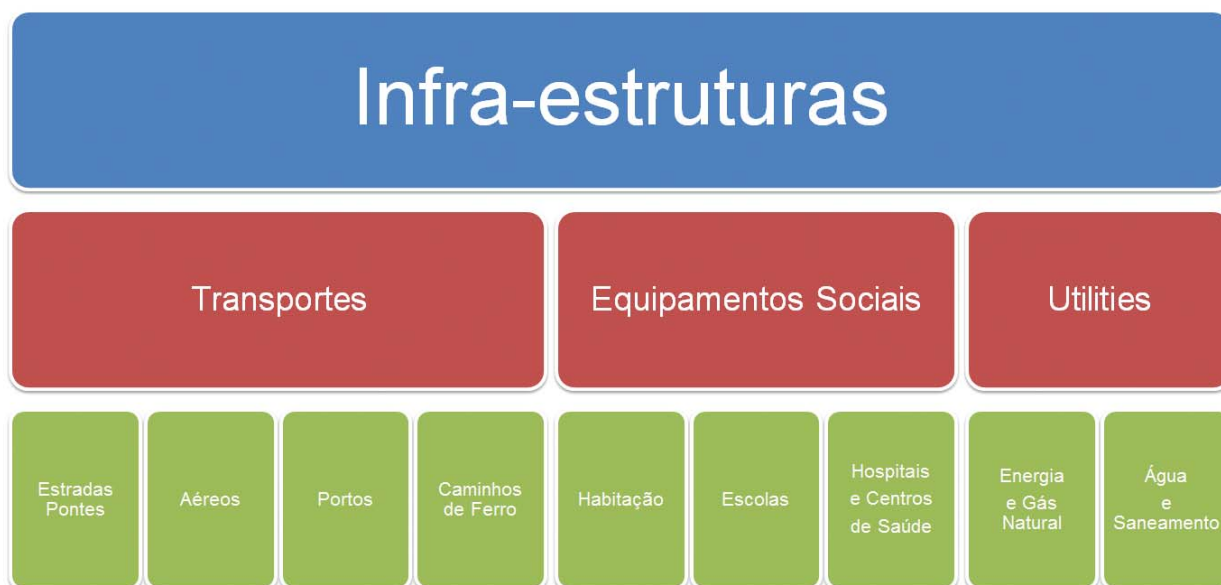 Infra-estruturas
Transportes
Equipamentos Sociais
Utilities
Estradas
Pontes
Aéreos
Portos
Caminhos
de Ferro
Habitação
Escolas
Hospitais
e Centros
de Saúde
Energia
e Gás
Natural
Água
e
Saneamento